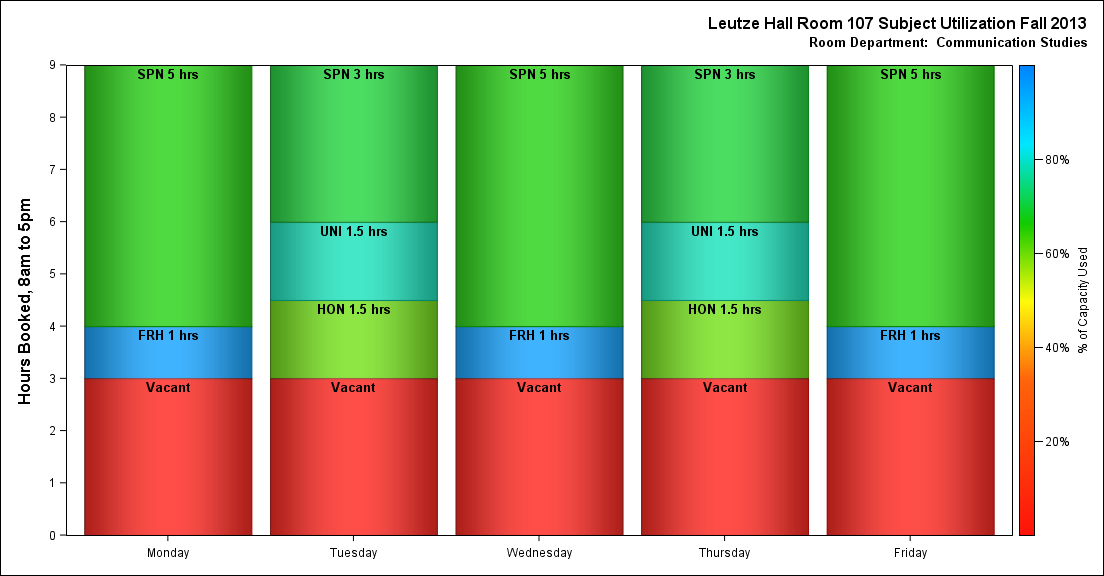 Leutze Hall Room 107 Subject Utilization Fall 2013
Room Department:  Communication Studies
Hours Booked, 8am to 5pm
9
8
7
6
5
4
3
2
1
0
SPN 5 hrs
FRH 1 hrs
Vacant
SPN 3 hrs
UNI 1.5 hrs
HON 1.5 hrs
Vacant
SPN 5 hrs
FRH 1 hrs
Vacant
SPN 3 hrs
UNI 1.5 hrs
HON 1.5 hrs
Vacant
SPN 5 hrs
FRH 1 hrs
Vacant
Monday
Tuesday
Wednesday
Thursday
Friday
80%
60%
40%
20%
% of Capacity Used